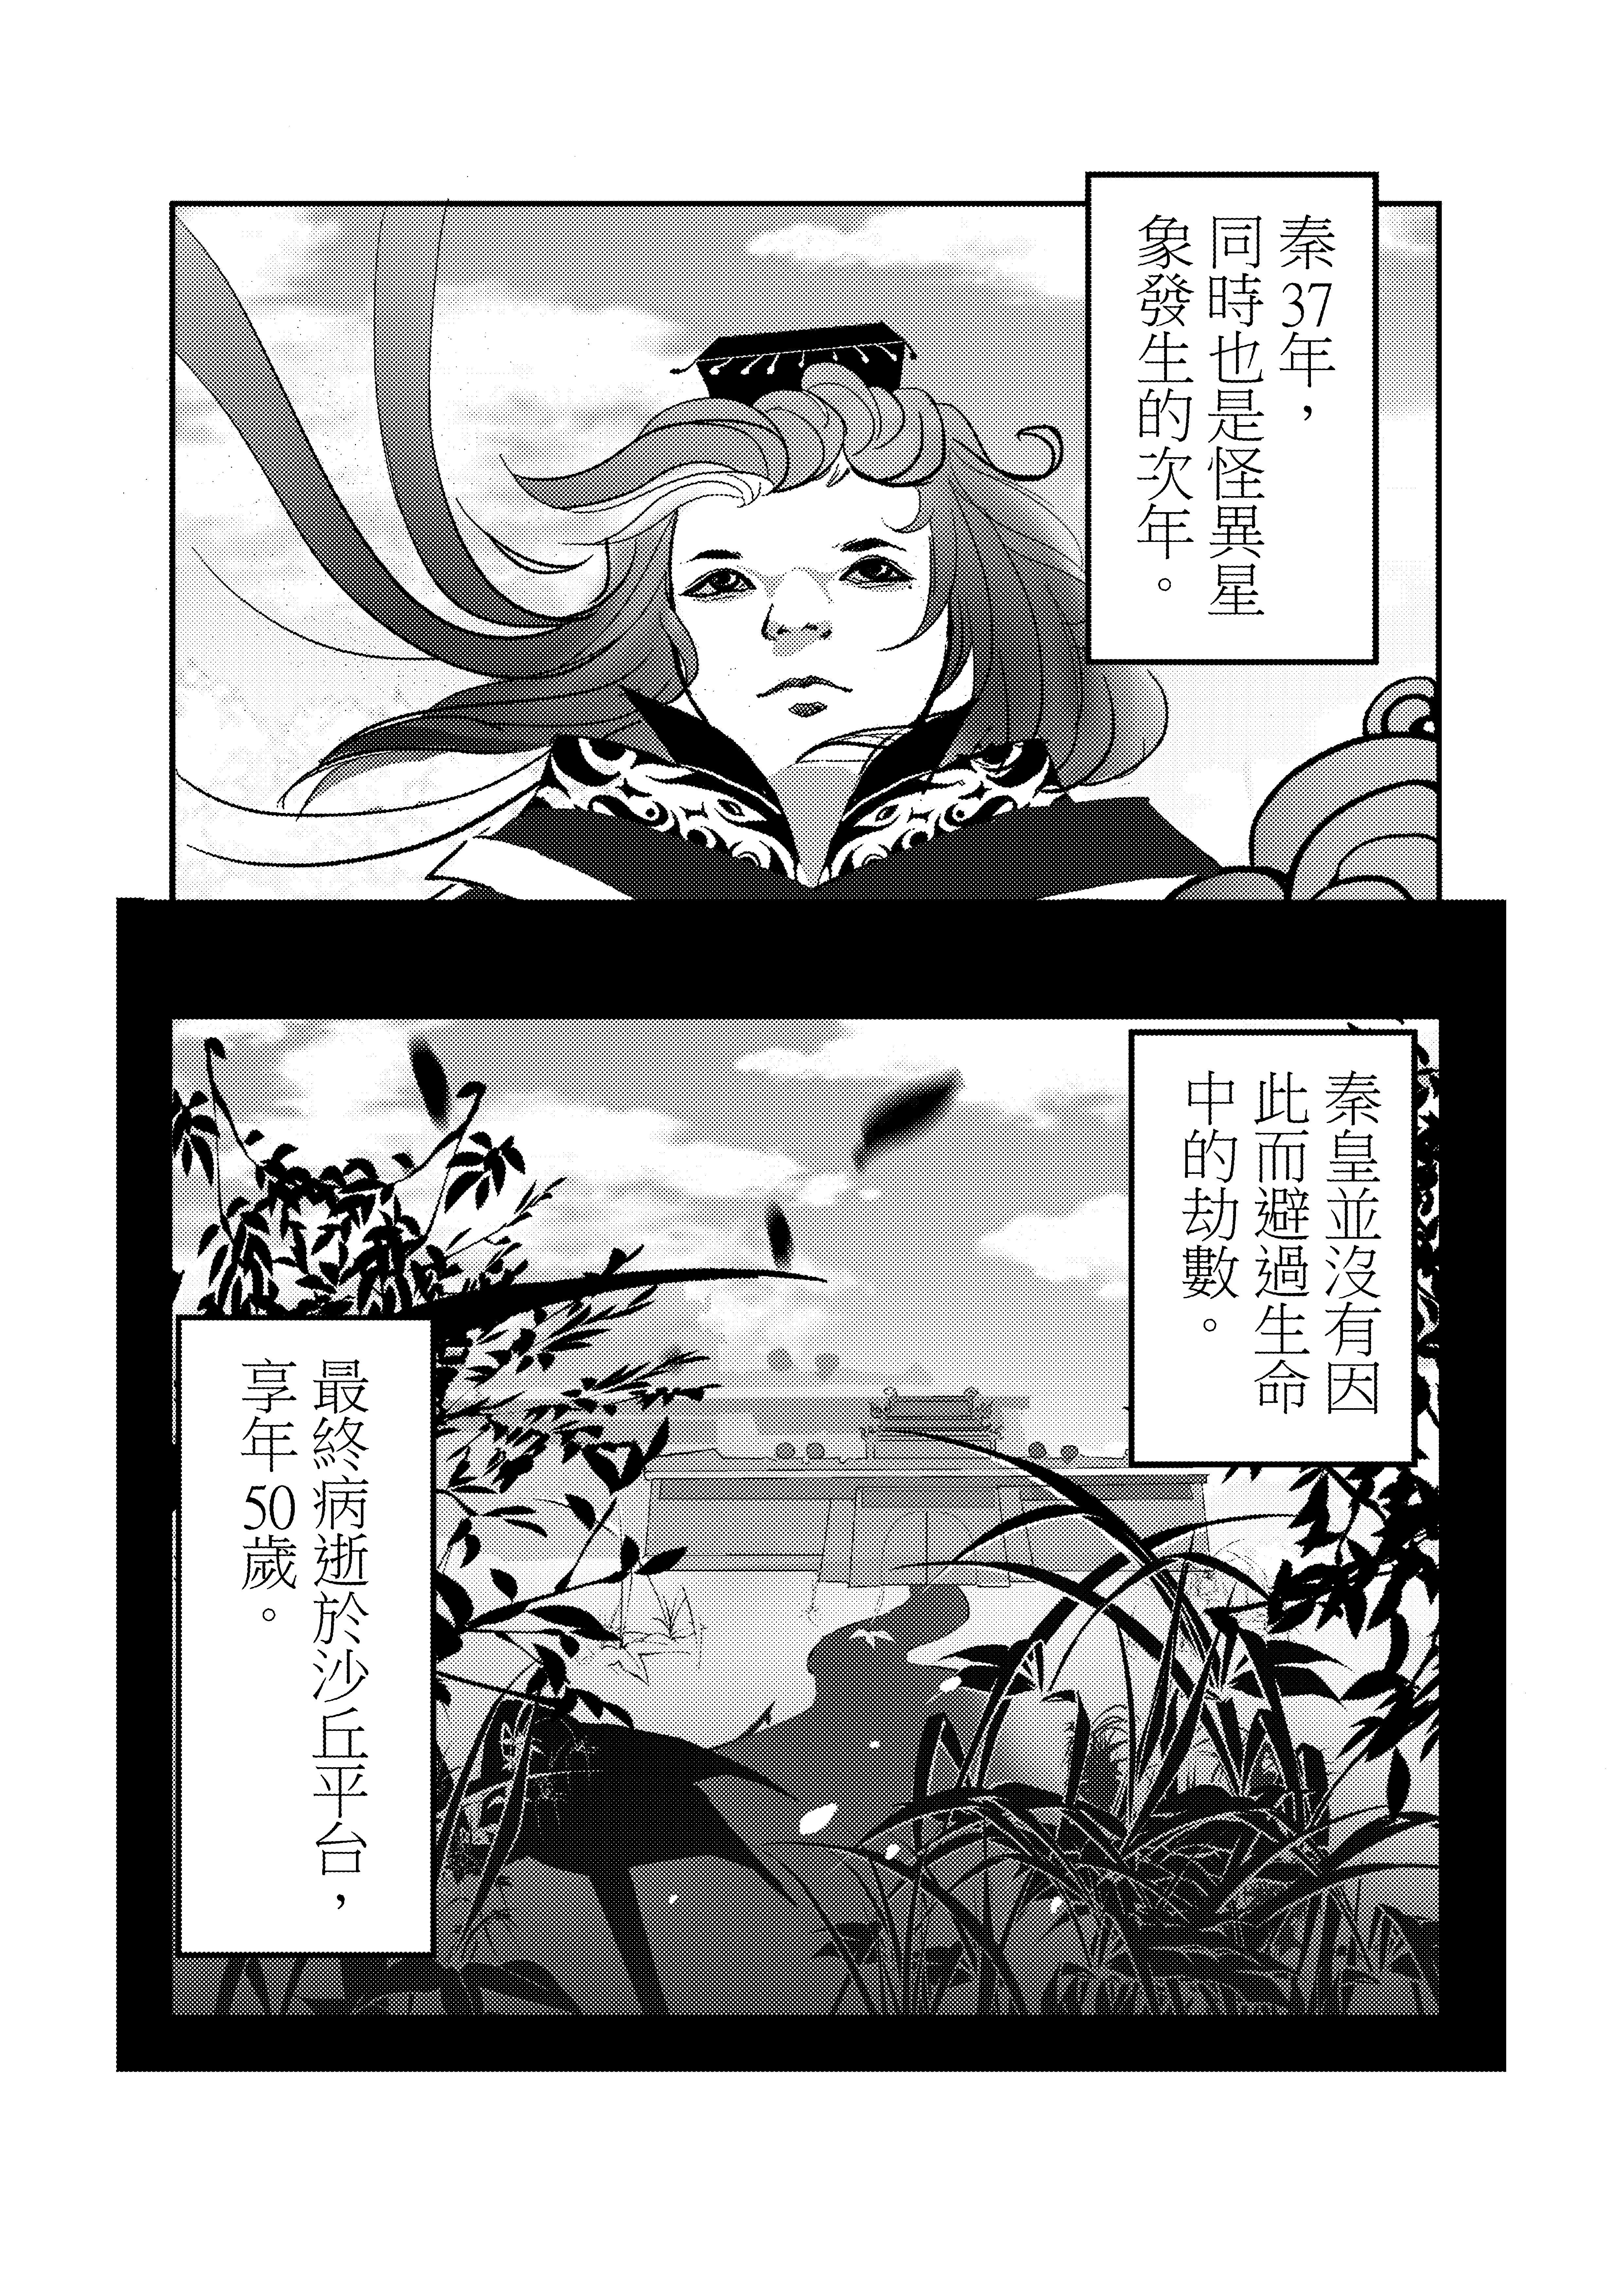 秦37年，
同時也是怪異星
象發生的次年。
秦皇並沒有因
此而避過生命
中的劫數。
最終病逝於沙丘平台，
享年50歲。